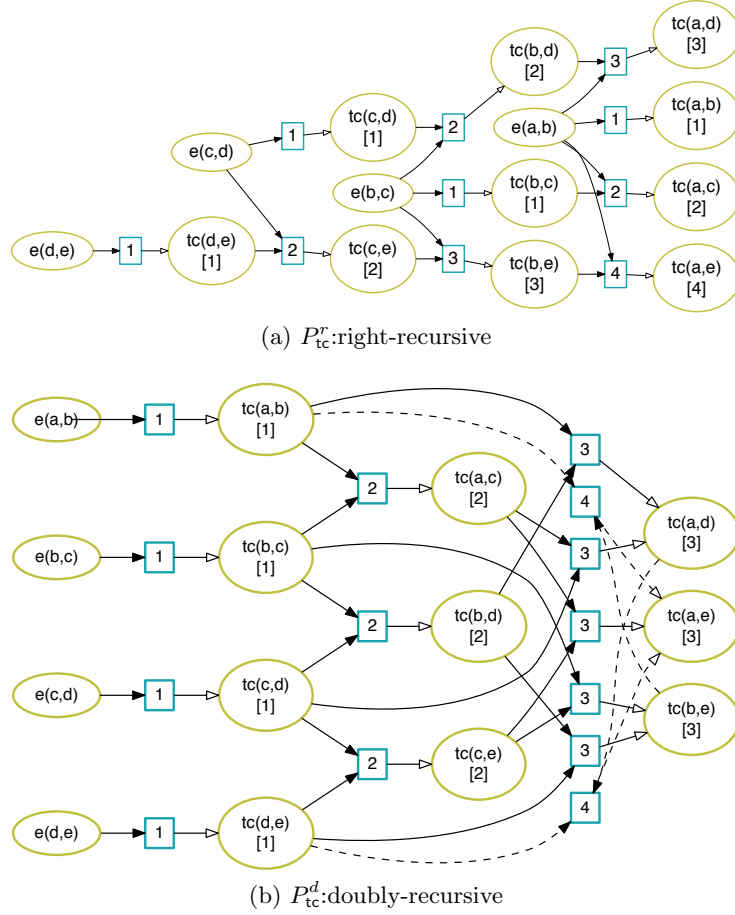 tc(a,d)
[3]
tc(b,d)
[2]
3
tc(c,d)
[1]
1
2
e(a,b)
1
tc(a,b)
[1]
e(c,d)
e(b,c)
1
tc(b,c)
[1]
2
tc(a,c)
[2]
e(d,e)
1
tc(d,e)
[1]
2
tc(c,e)
[2]
3
tc(b,e)
[3]
4
tc(a,e)
[4]
(a) P^r_tc:right-recursive
e(a,b)
1
tc(a,b)
[1]
3
2
tc(a,c)
[2]
4
tc(a,d)
[3]
e(b,c)
1
tc(b,c)
[1]
3
2
tc(b,d)
[2]
3
tc(a,e)
[3]
e(c,d)
1
tc(c,d)
[1]
3
tc(b,e)
[3]
2
tc(c,e)
[2]
3
4
e(d,e)
1
tc(d,e)
[1]
(b) P^d_tc:doubly-recursive